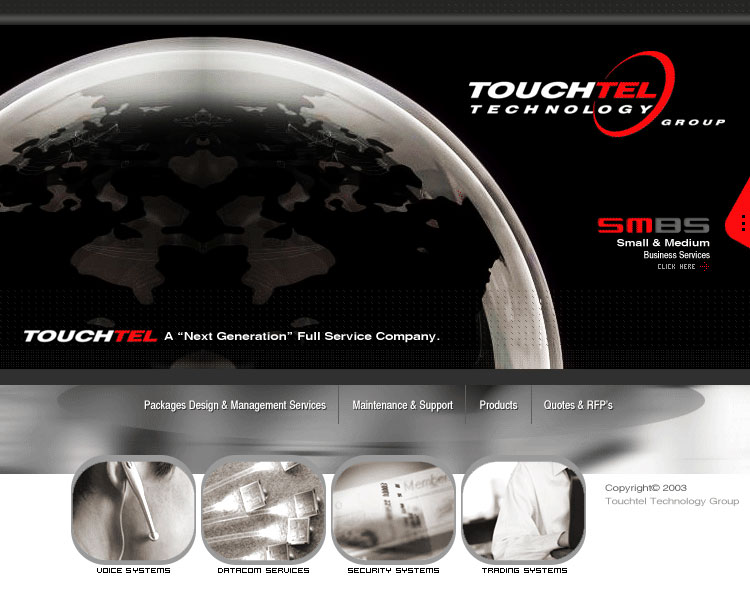 TOUCHTEL
TECHNOLOGY
GROUP
SMBS
Small & Medium
Business Services
CLICK HERE
TOUCHTEL A “Next Generation” Full Service Company.
Packages Design & Management Services Maintenance & Support Products Quotes & RFP's
Member
Copyright© 2003
Touchtel Technology Group
VOICE SYSTEMS DATACOM SERVICES SECURITY SYSTEMS TRADING SYSTEMS